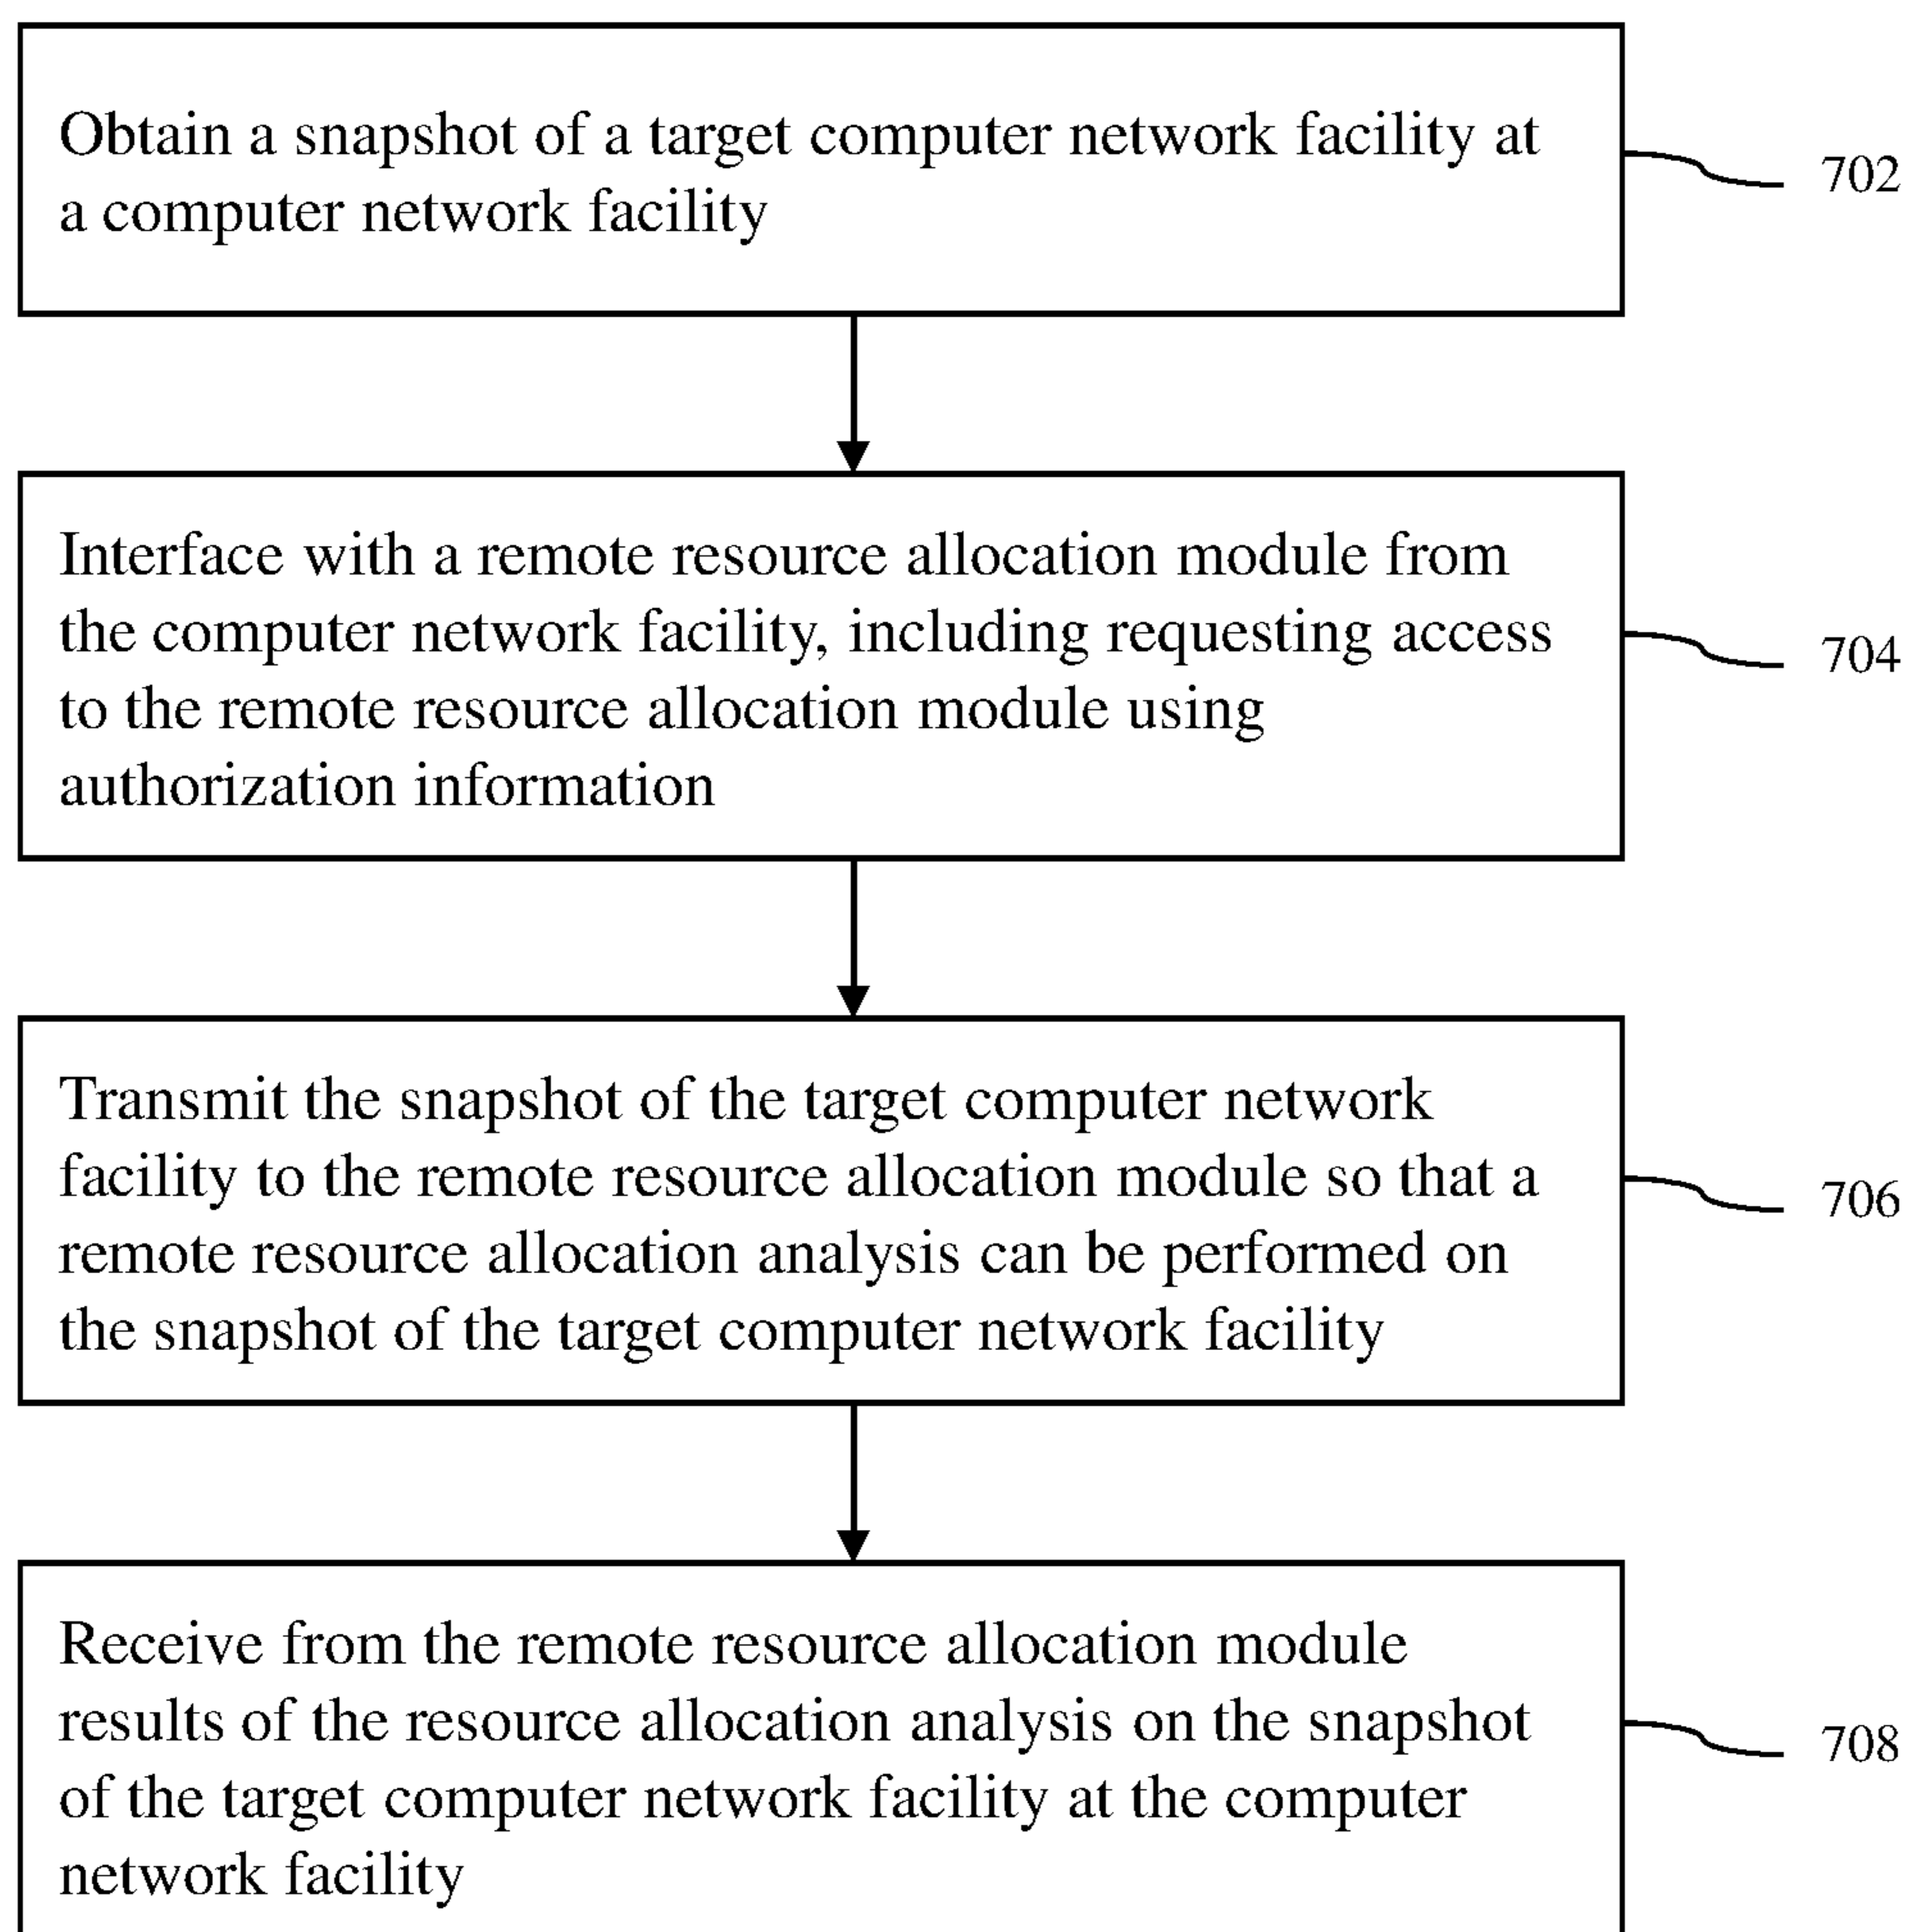 Obtain a snapshot of a target computer network facility at
a computer network facility
702
Interface with a remote resource allocation module from
the computer network facility, including requesting access
to the remote resource allocation module using
authorization information
704
Transmit the snapshot of the target computer network
facility to the remote resource allocation module so that a
remote resource allocation analysis can be performed on
the snapshot of the target computer network facility
706
Receive from the remote resource allocation module
results of the resource allocation analysis on the snapshot
of the target computer network facility at the computer
network facility
708